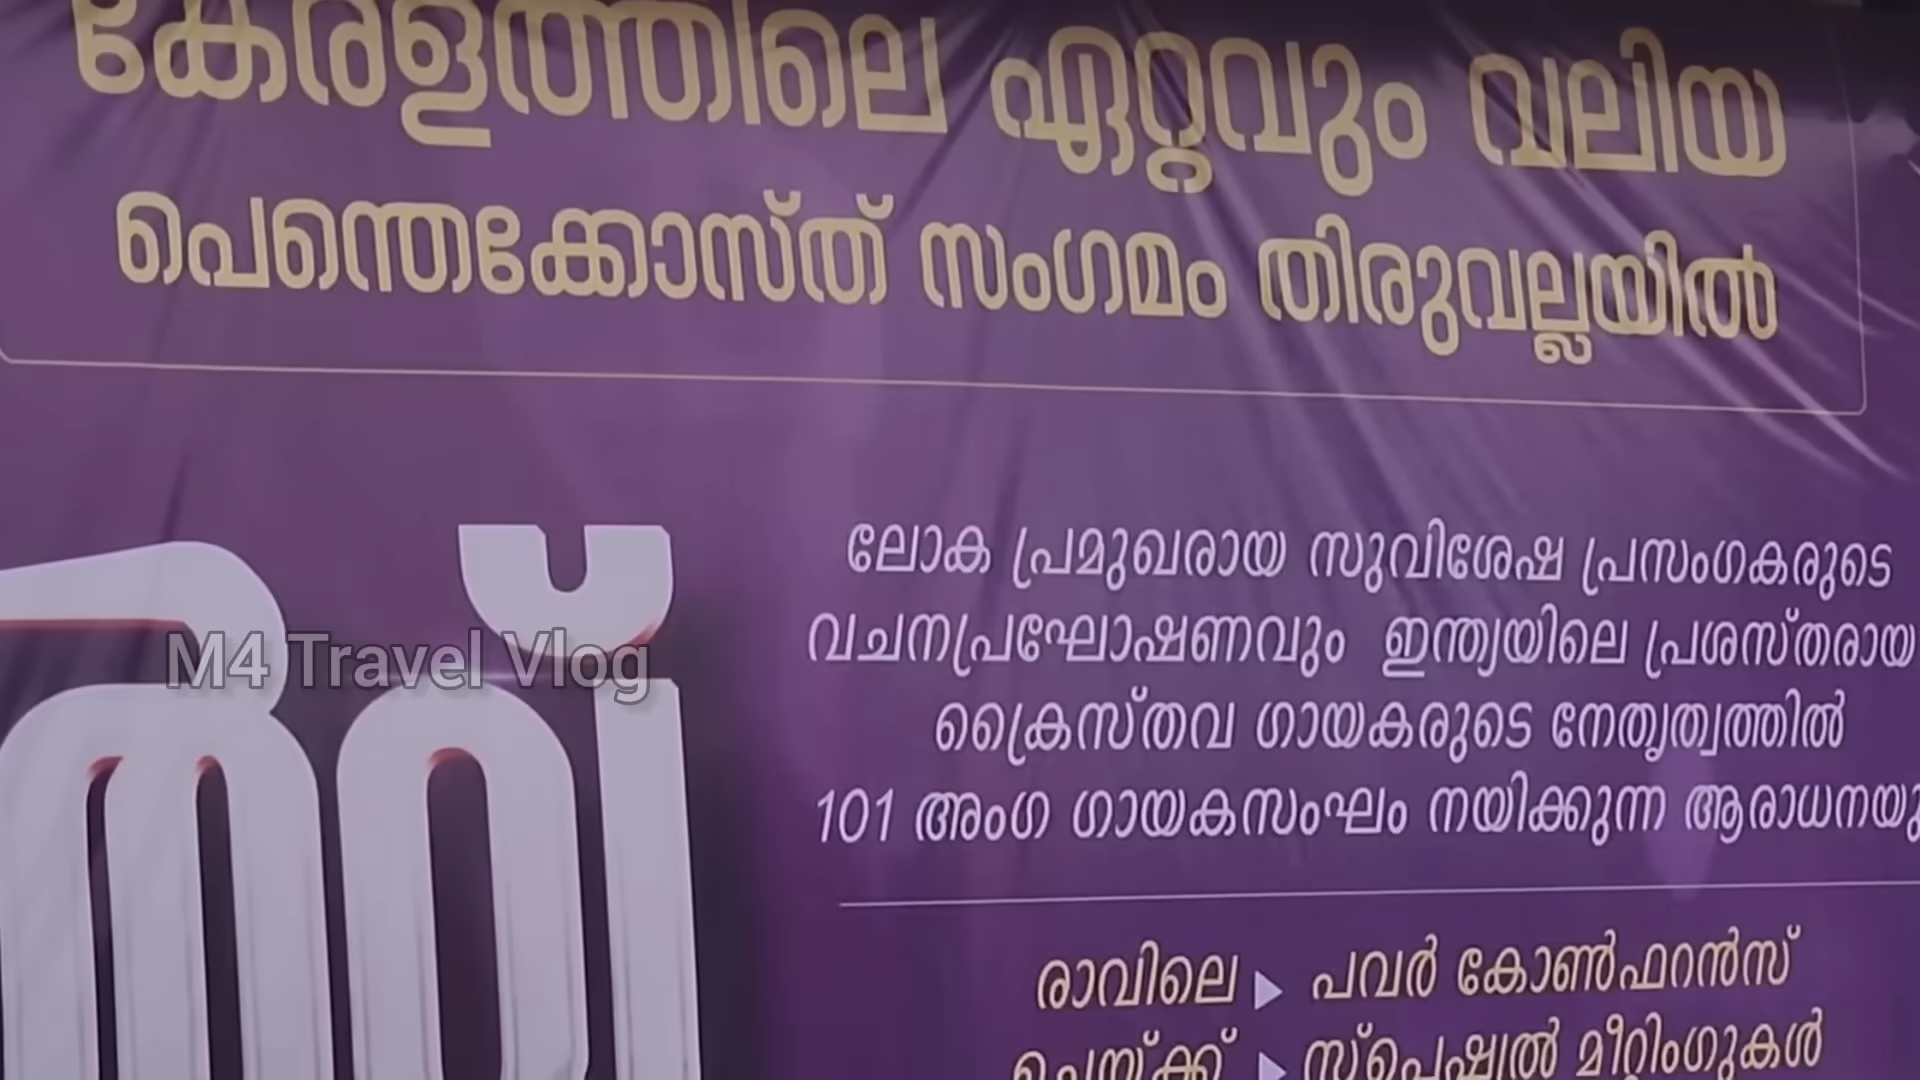 കേരളത്തിലെ ഏറ്റവും വലിയ
പെന്തെക്കോസ്ത് സംഗമം തിരുവല്ലയിൽ
ലോക പ്രമുഖരായ സുവിശേഷ പ്രസംഗകരുടെ
വചനപ്രഘോഷണവും ഇന്ത്യയിലെ പ്രശസ്തരായ
ക്രൈസ്തവ ഗായകരുടെ നേതൃത്വത്തിൽ
101 അംഗ ഗായകസംഘം നയിക്കുന്ന ആരാധനയു
M4 Travel Vlog
രാവിലെ ▶ പവർ കോൺഫറൻസ്
▶ സ്പെഷ്യൽ മീറ്റിംഗുകൾ